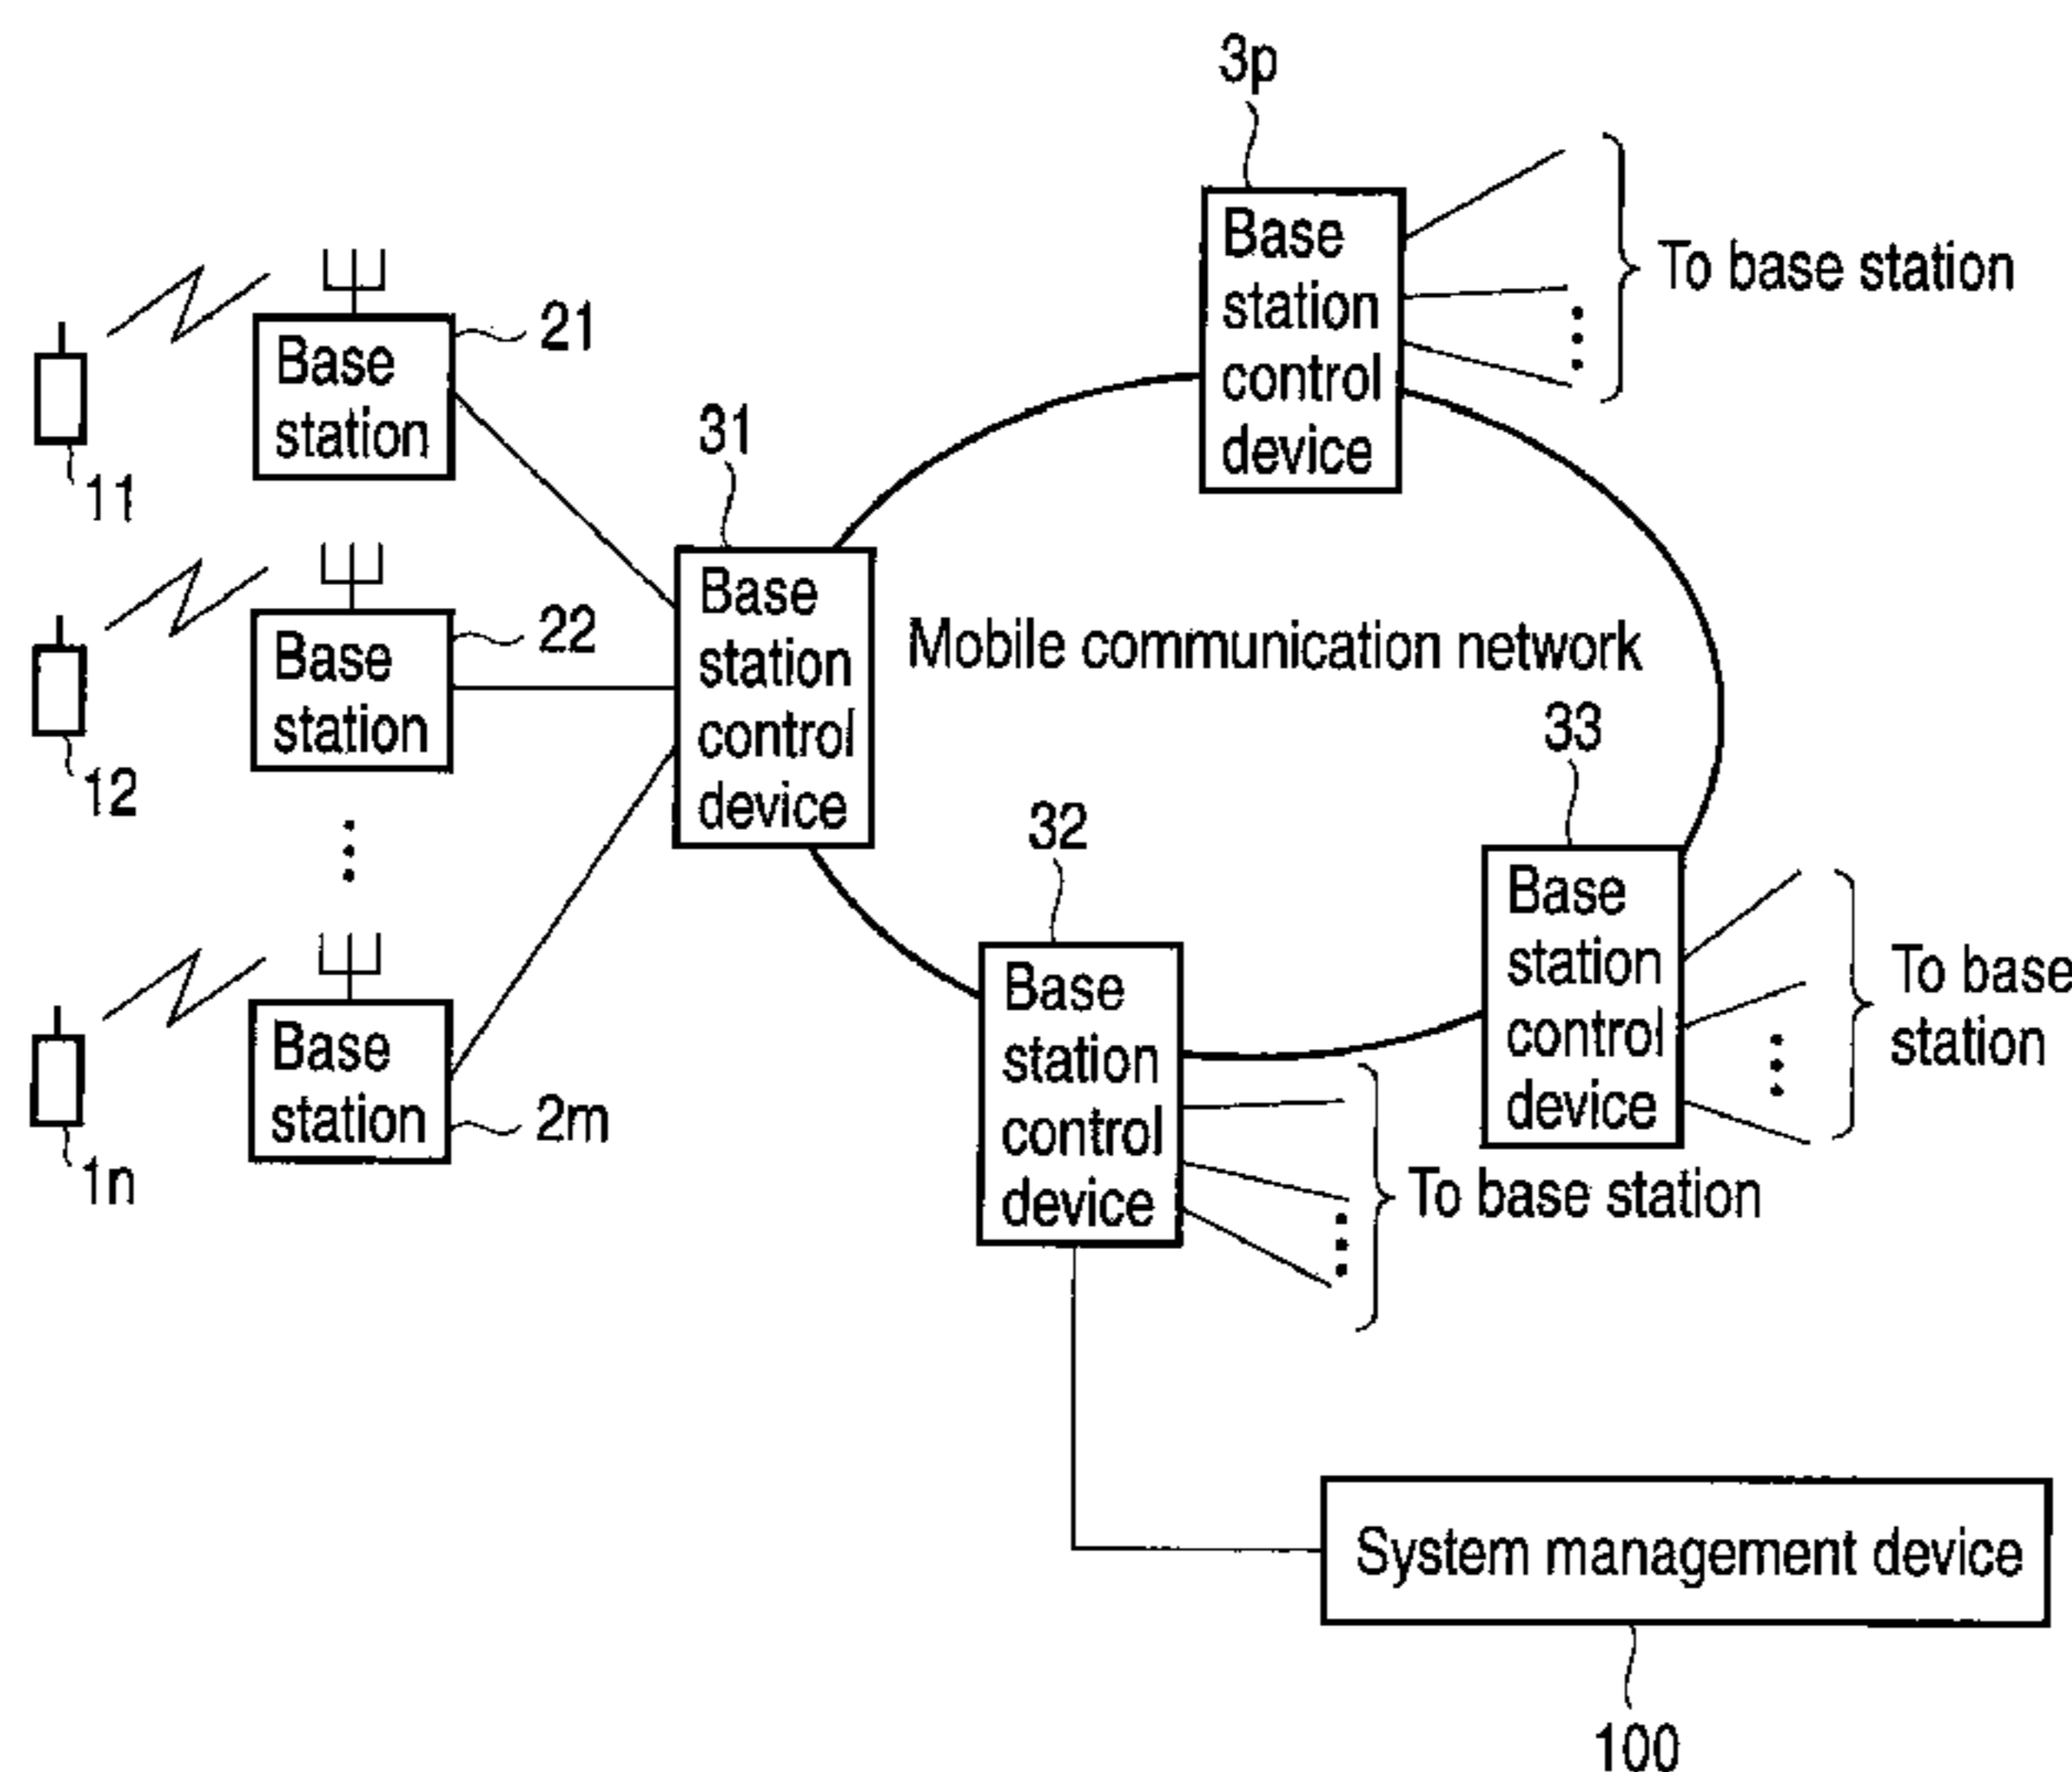 3p
Base
station
control
device
To base station
21
Base
station
11
31
Base
station
control
device
22
Base
station
12
Mobile communication network
33
Base
station
control
device
To base
station
32
Base
station
control
device
To base station
Base
station
2m
1n
System management device
100